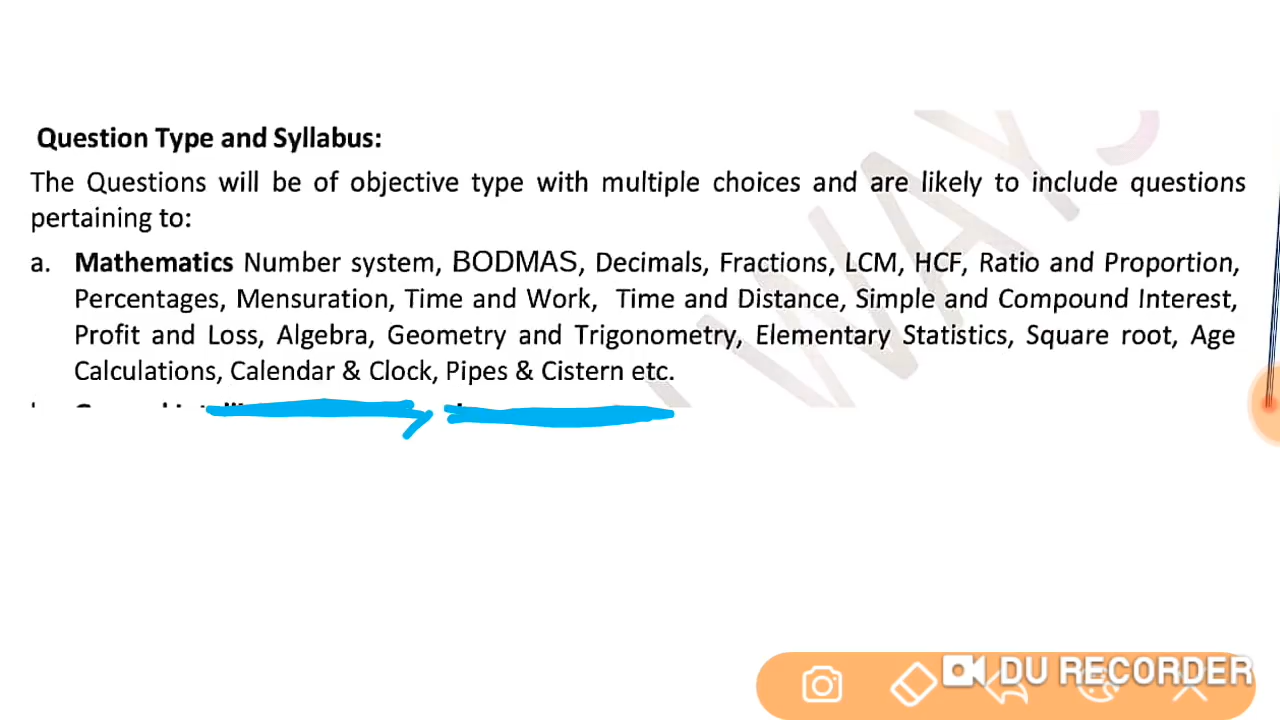 Question Type and Syllabus:
The Questions will be of objective type with multiple choices and are likely to include questions
pertaining to:
a. Mathematics Number system, BODMAS, Decimals, Fractions, LCM, HCF, Ratio and Proportion,
Percentages, Mensuration, Time and Work, Time and Distance, Simple and Compound Interest,
Profit and Loss, Algebra, Geometry and Trigonometry, Elementary Statistics, Square root, Age
Calculations, Calendar & Clock, Pipes & Cistern etc.
DU RECORDER